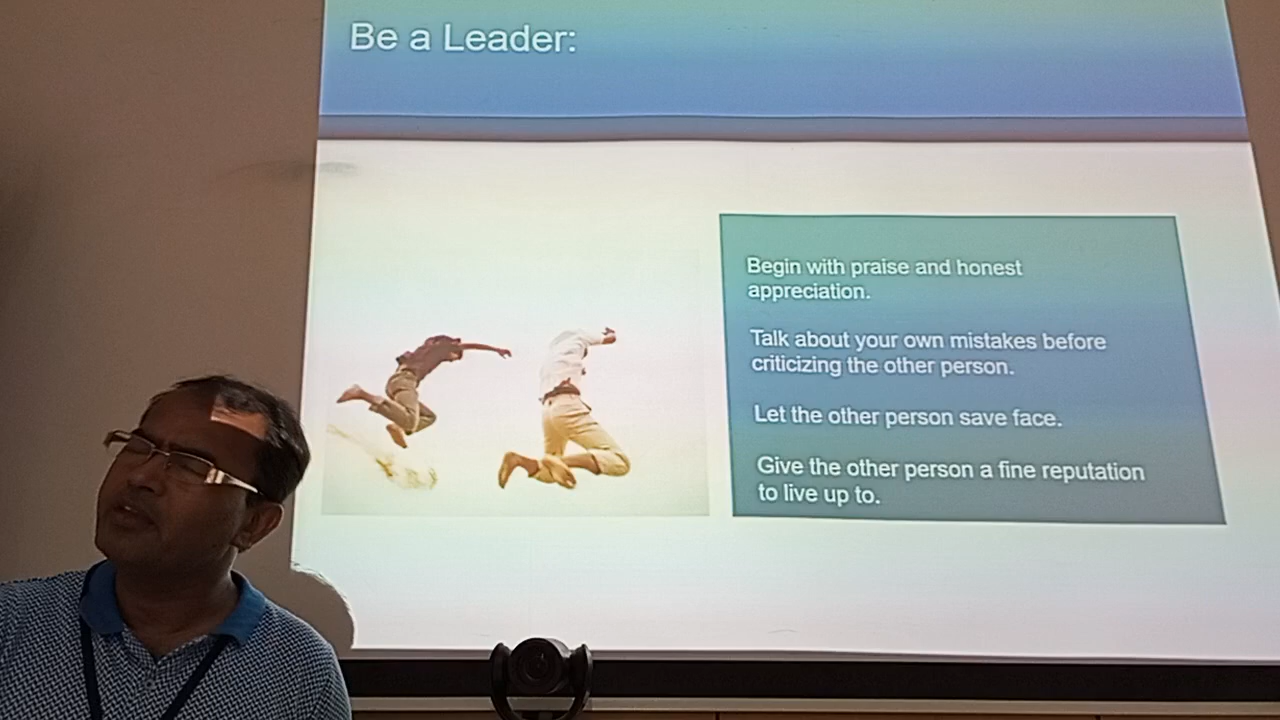 Be a Leader:
Begin with praise and honest
appreciation.
Talk about your own mistakes before
criticizing the other person.
Let the other person save face.
Give the other person a fine reputation
to live up to.